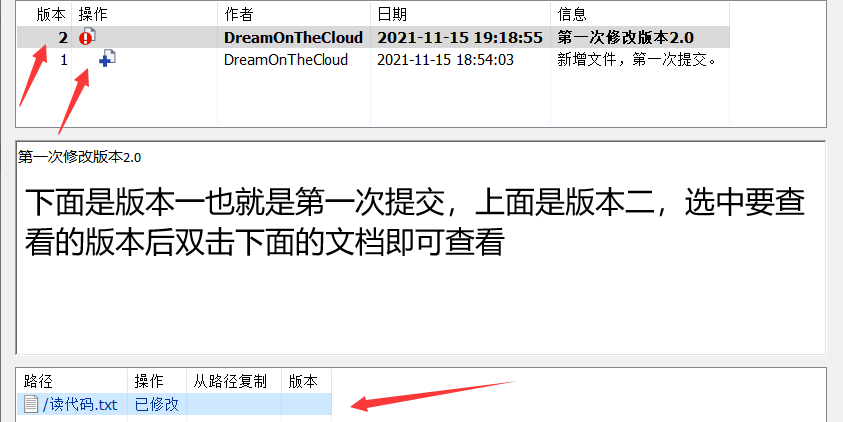 版本 操作 作者 日期 信息
2 DreamOnTheCloud 2021-11-15 19:18:55 第一次修改版本2.0
1 DreamOnTheCloud 2021-11-15 18:54:03 新增文件，第一次提交。
第一次修改版本2.0
下面是版本一也就是第一次提交，上面是版本二，选中要查
看的版本后双击下面的文档即可查看
路径 操作 从路径复制 版本
/读代码.txt 已修改